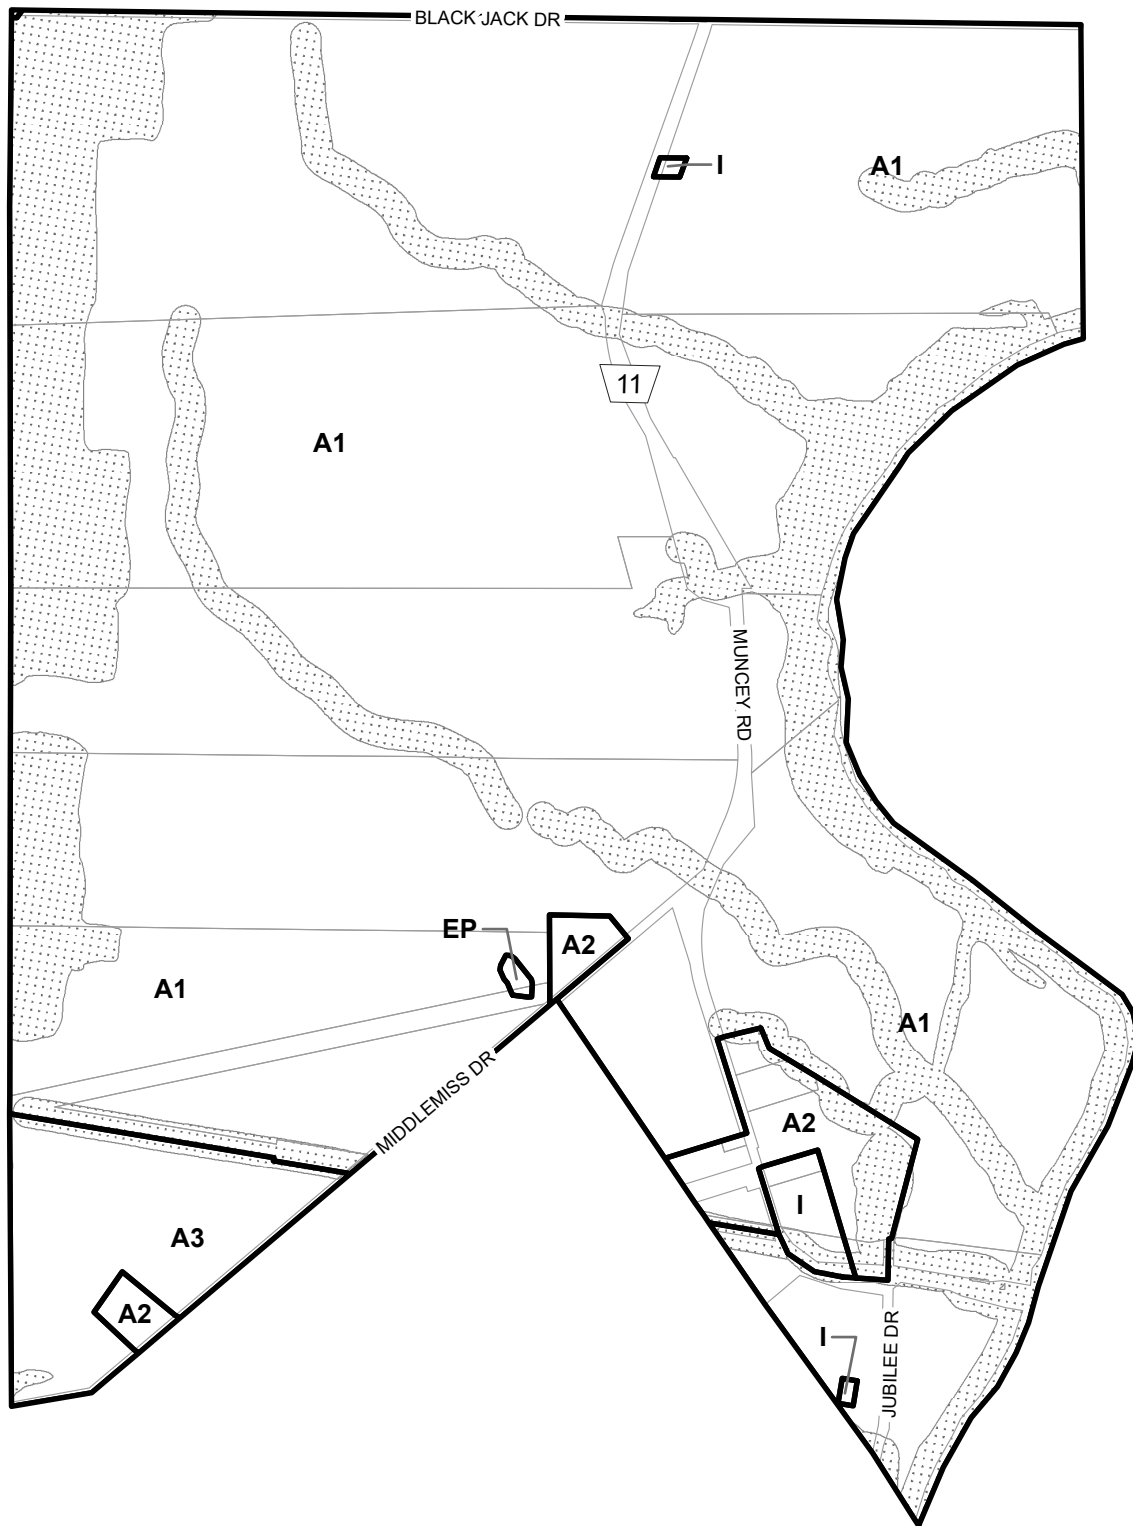 BLACK JACK DR
I
A1
11
A1
MUNCEY RD
EP
A2
A1
A1
MIDDLEMISS DR
A2
I
A3
A2
I
JUBILEE DR